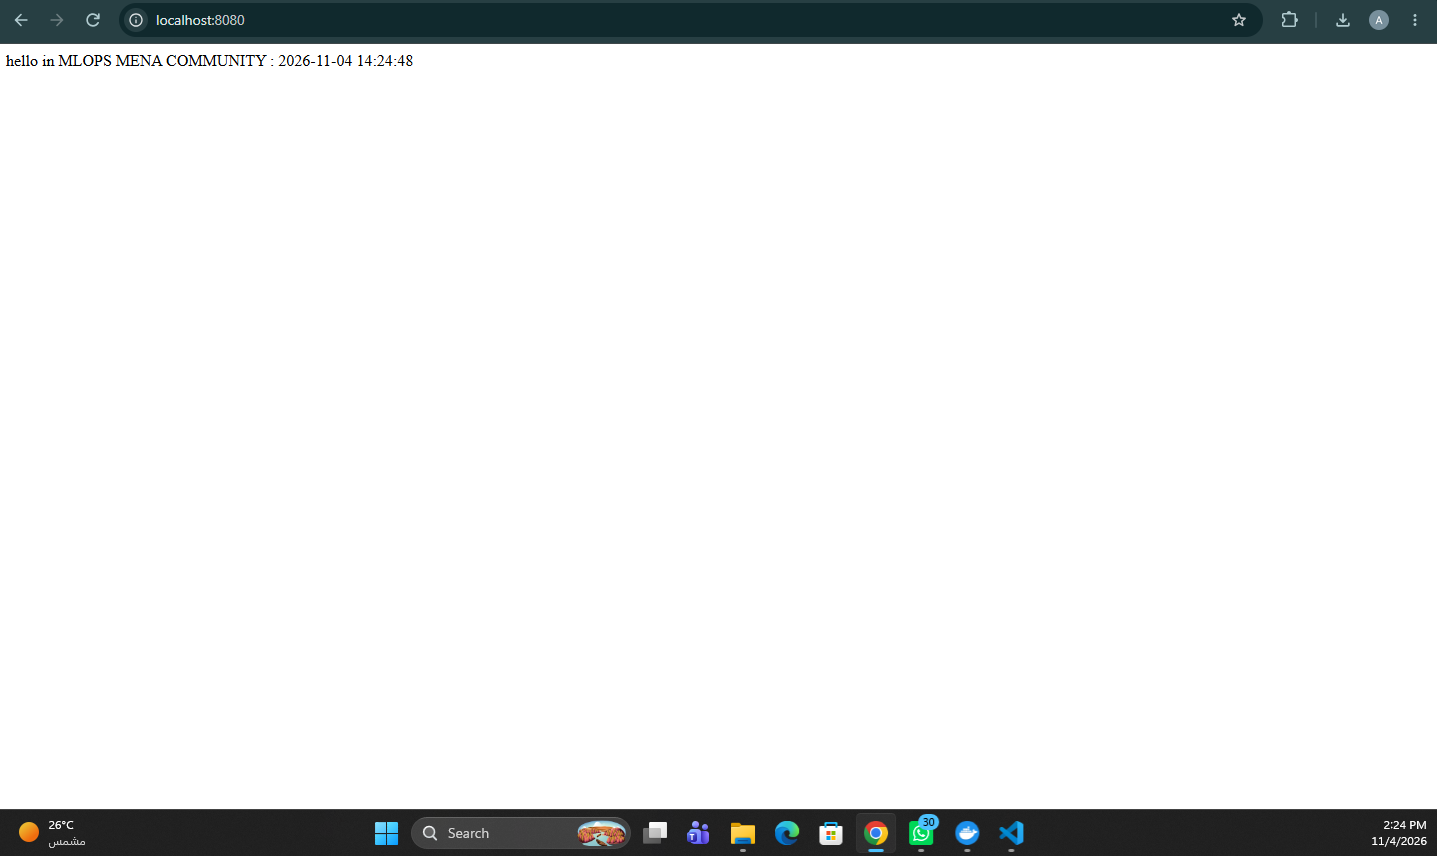 localhost:8080
A
hello in MLOPS MENA COMMUNITY : 2026-11-04 14:24:48
26°C
مشمس
Search
T
30
2:24 PM
11/4/2026